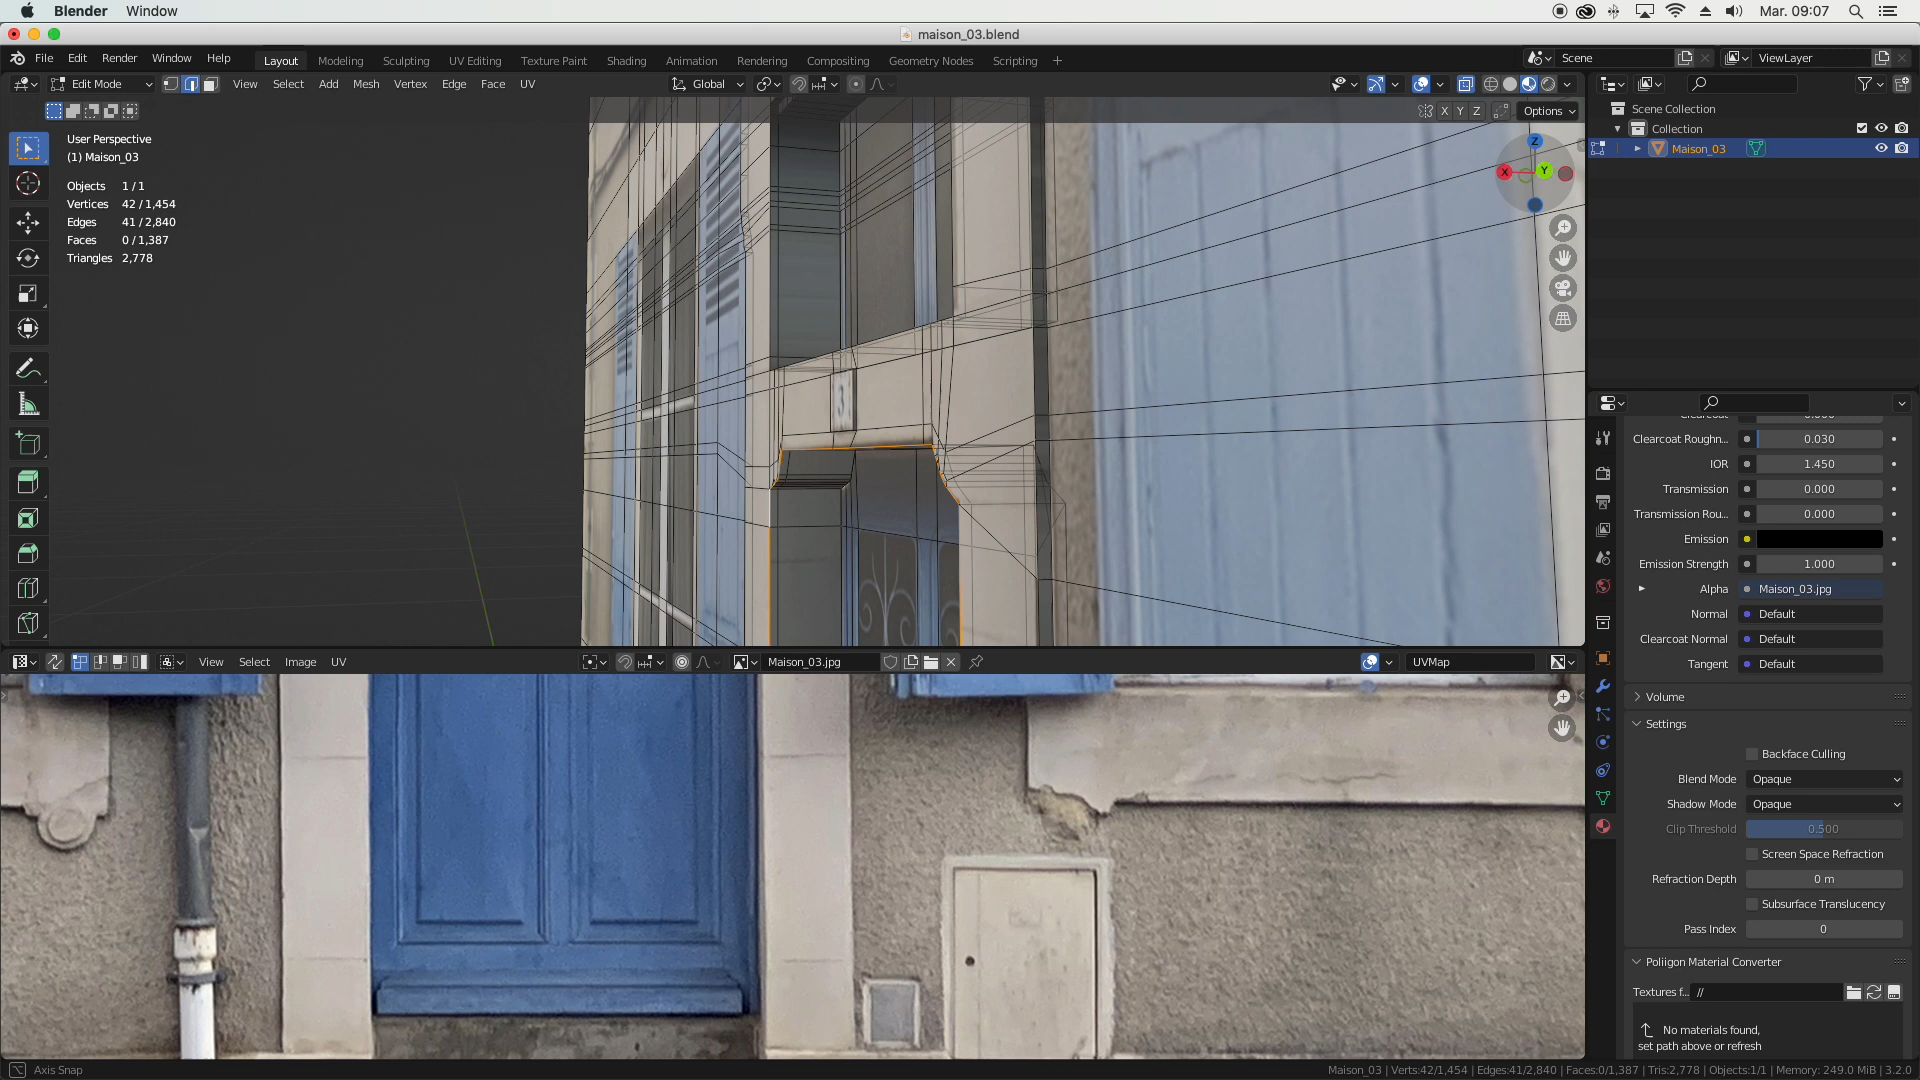 Blender Window Mar. 09:07
maison_03.blend
File Edit Render Window Help Layout Modeling Sculpting UV Editing Texture Paint Shading Animation Rendering Compositing Geometry Nodes Scripting + Scene ViewLayer
Edit Mode View Select Add Mesh Vertex Edge Face UV Global
X Y Z Options
User Perspective
(1) Maison_03
Objects 1 / 1
Vertices 42 / 1,454
Edges 41 / 2,840
Faces 0 / 1,387
Triangles 2,778
Z
X Y
3
Scene Collection
Collection
Maison_03
Clearcoat Roughn... 0.030
IOR 1.450
Transmission 0.000
Transmission Rou... 0.000
Emission
Emission Strength 1.000
Alpha Maison_03.jpg
Normal Default
Clearcoat Normal Default
Tangent Default
Volume
Settings
Backface Culling
Blend Mode Opaque
Shadow Mode Opaque
Clip Threshold 0.500
Screen Space Refraction
Refraction Depth 0 m
Subsurface Translucency
Pass Index 0
Poliigon Material Converter
Textures f... //
No materials found,
set path above or refresh
View Select Image UV Maison_03.jpg UVMap
Axis Snap
Maison_03 | Verts:42/1,454 | Edges:41/2,840 | Faces:0/1,387 | Tris:2,778 | Objects:1/1 | Memory: 249.0 MiB | 3.2.0